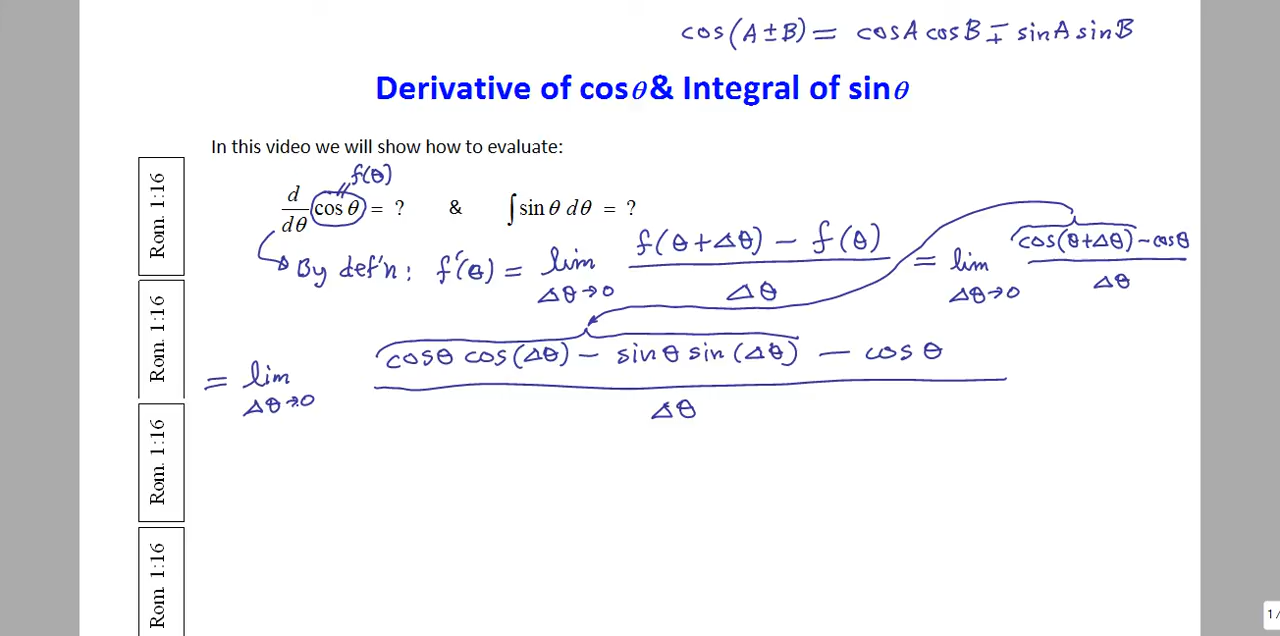 cos(A±B) = cosA cosB ∓ sinA sinB
Derivative of cosθ & Integral of sinθ
In this video we will show how to evaluate:
f(θ)
d/dθ (cos θ) = ? & ∫ sin θ dθ = ?
By def'n: f'(θ) = lim Δθ→0 f(θ+Δθ) − f(θ) / Δθ = lim Δθ→0 cos(θ+Δθ) − cosθ / Δθ
= lim Δθ→0 cosθ cos(Δθ) − sinθ sin(Δθ) − cosθ / Δθ
Rom. 1:16
Rom. 1:16
Rom. 1:16
Rom. 1:16
1/